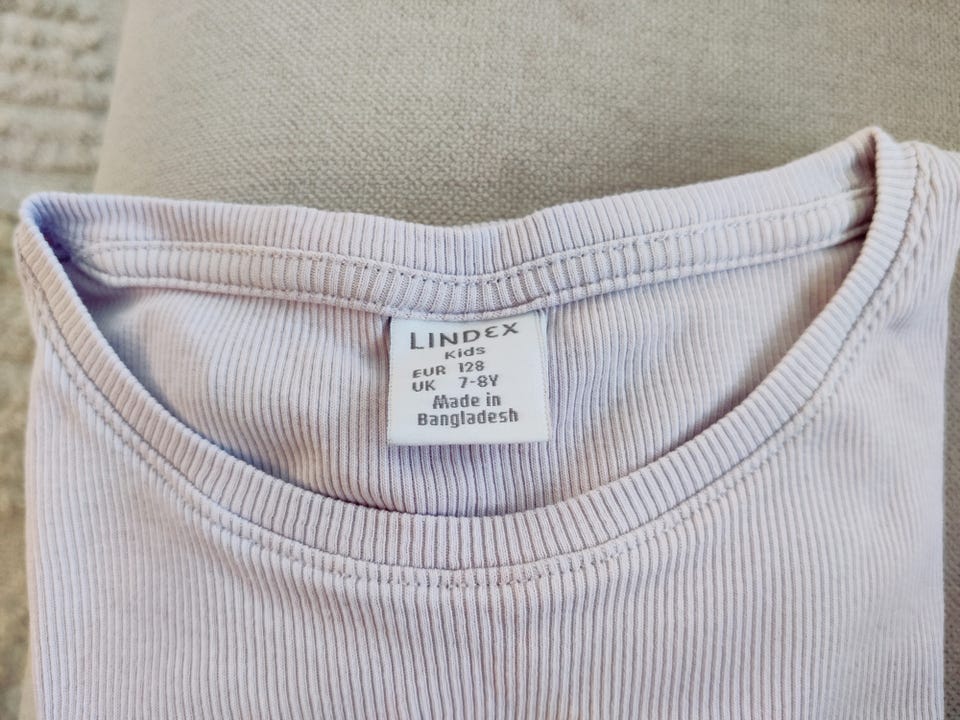 LINDEX
Kids
EUR 128
UK 7-8Y
Made in
Bangladesh